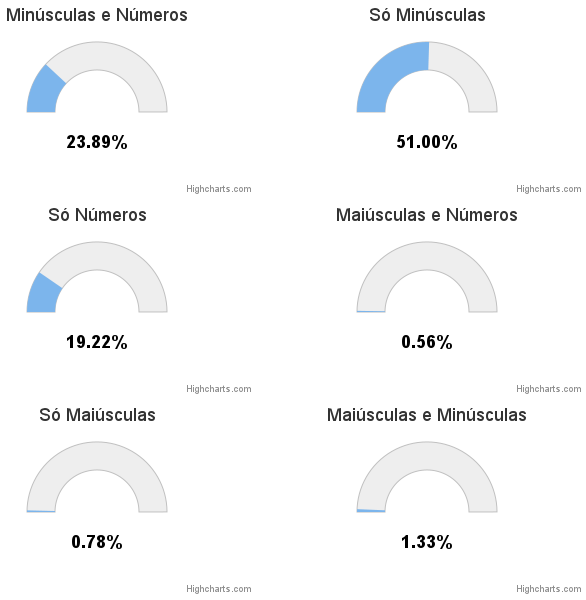 Minúsculas e Números
Só Minúsculas
23.89%
51.00%
Highcharts.com
Highcharts.com
Só Números
Maiúsculas e Números
19.22%
0.56%
Highcharts.com
Highcharts.com
Só Maiúsculas
Maiúsculas e Minúsculas
0.78%
1.33%
Highcharts.com
Highcharts.com